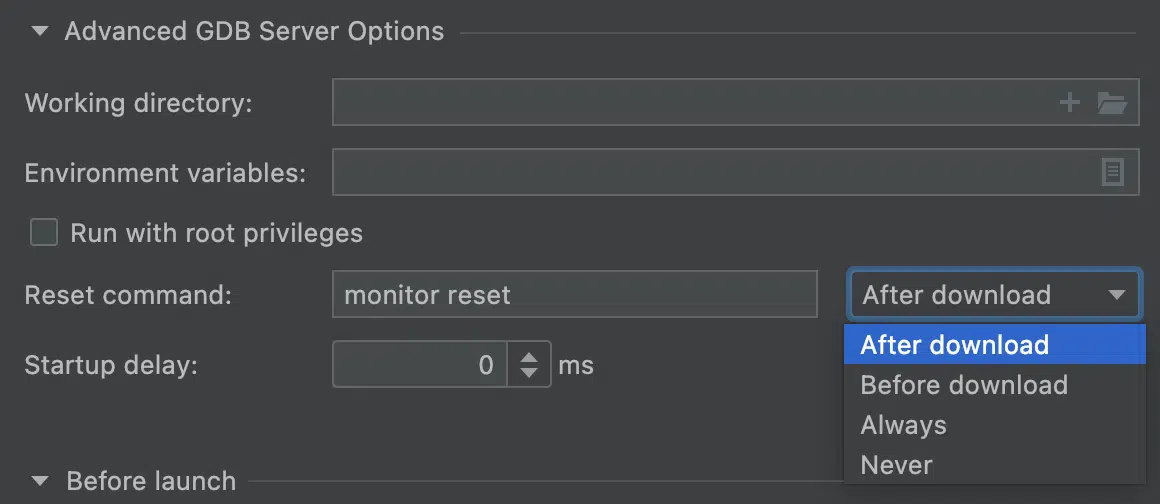 Advanced GDB Server Options
Working directory:
Environment variables:
Run with root privileges
Reset command: monitor reset After download
After download
Startup delay: 0 ms
Before download
Always
Never
Before launch